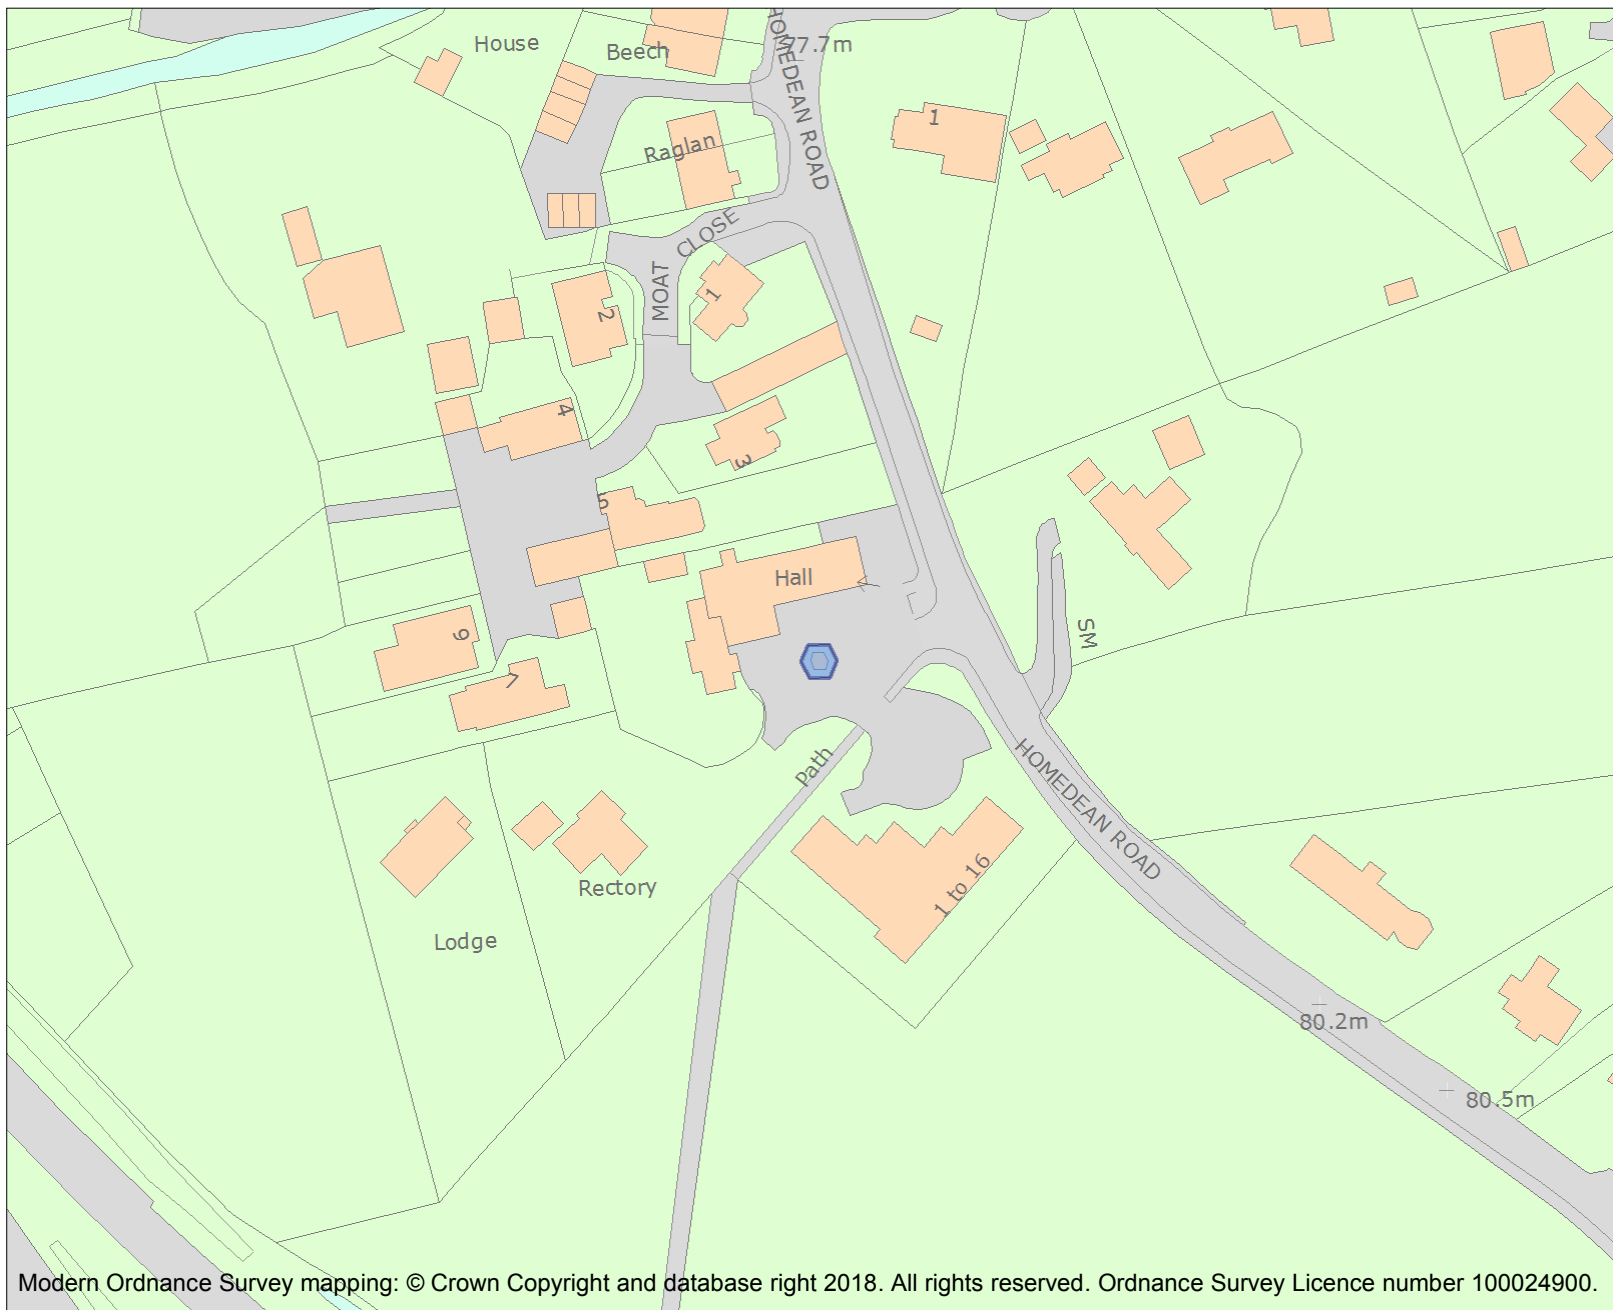 House
Beech
77.7m
HOMEDEAN ROAD
1
Raglan
MOAT CLOSE
1
2
4
3
5
Hall
SM
6
7
Path
HOMEDEAN ROAD
1 to 16
Rectory
Lodge
80.2m
80.5m
Modern Ordnance Survey mapping: © Crown Copyright and database right 2018. All rights reserved. Ordnance Survey Licence number 100024900.